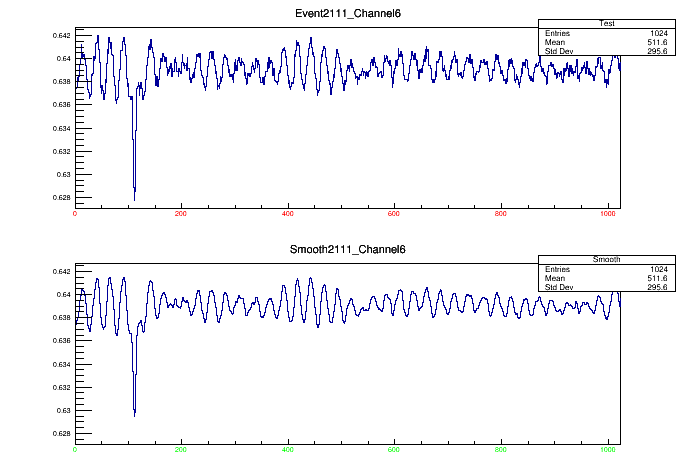 Event2111_Channel6
Test
Entries 1024
Mean 511.6
Std Dev 295.6
0.642
0.64
0.638
0.636
0.634
0.632
0.63
0.628
0 200 400 600 800 1000
Smooth2111_Channel6
Smooth
Entries 1024
Mean 511.6
Std Dev 295.6
0.642
0.64
0.638
0.636
0.634
0.632
0.63
0.628
0 200 400 600 800 1000